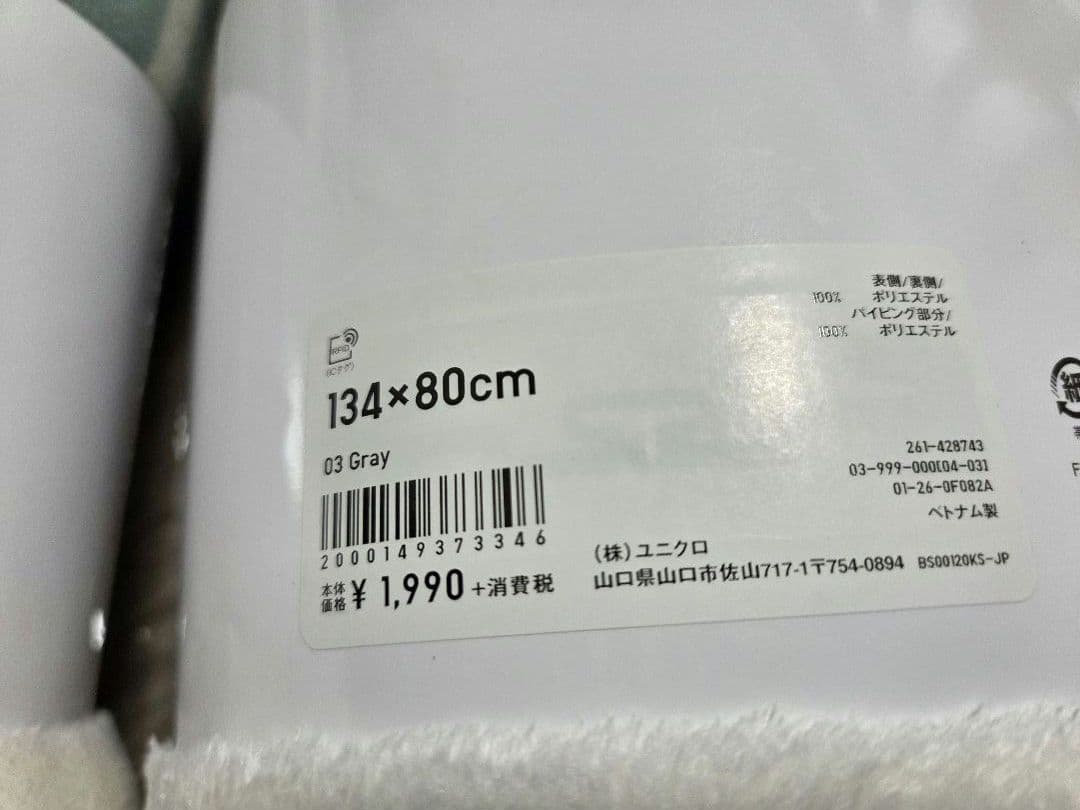 RFID
(ICタグ)
134×80cm
03 Gray
2000149373346
本体
価格 ¥ 1,990 +消費税
表側/裏側/
100% ポリエステル
パイピング部分/
100% ポリエステル
261-428743
03-999-000[04-03]
01-26-0F082A
ベトナム製
(株)ユニクロ
山口県山口市佐山717-1〒754-0894 BS00120KS-JP
紙
F